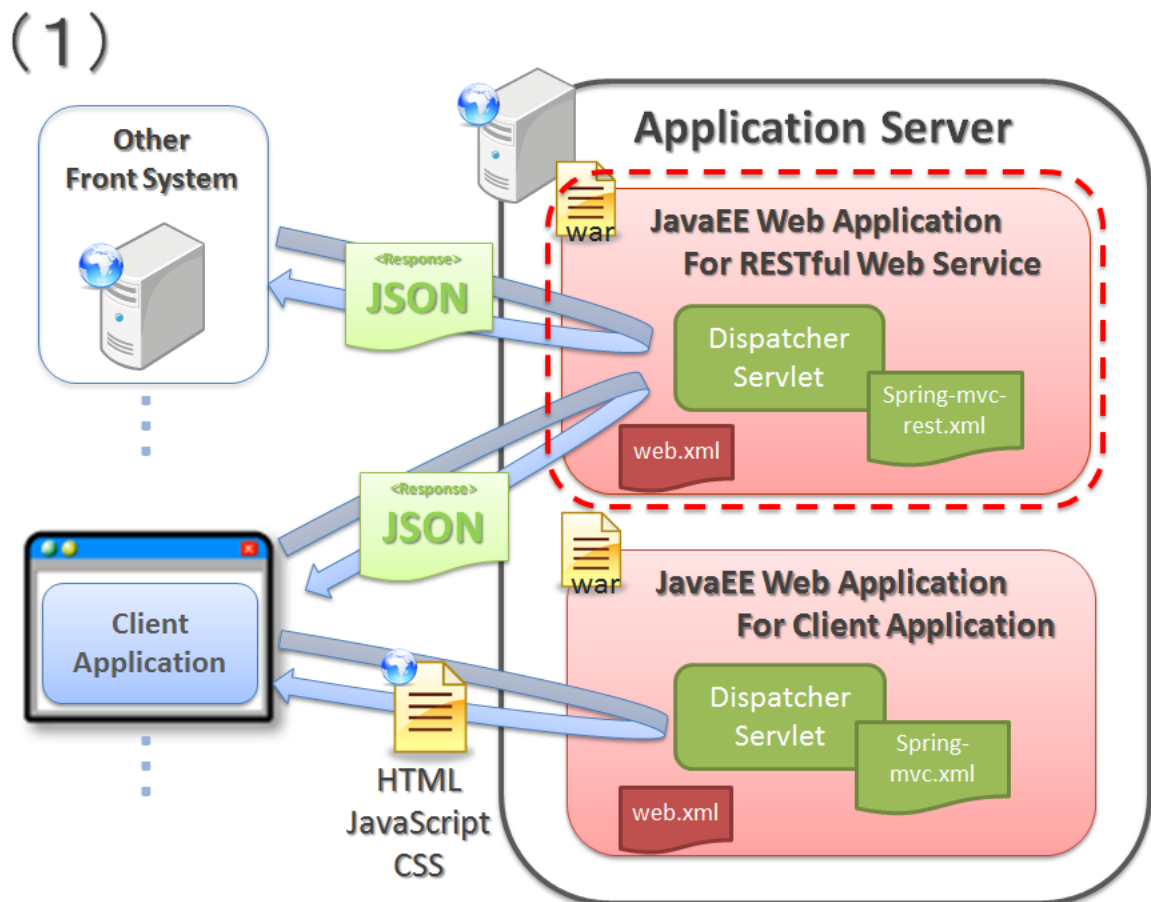 （1）
Other
Front System
Application Server
war
JavaEE Web Application
For RESTful Web Service
<Response>
JSON
Dispatcher
Servlet
Spring-mvc-
rest.xml
web.xml
<Response>
JSON
war
JavaEE Web Application
For Client Application
Client
Application
Dispatcher
Servlet
Spring-
mvc.xml
web.xml
HTML
JavaScript
CSS